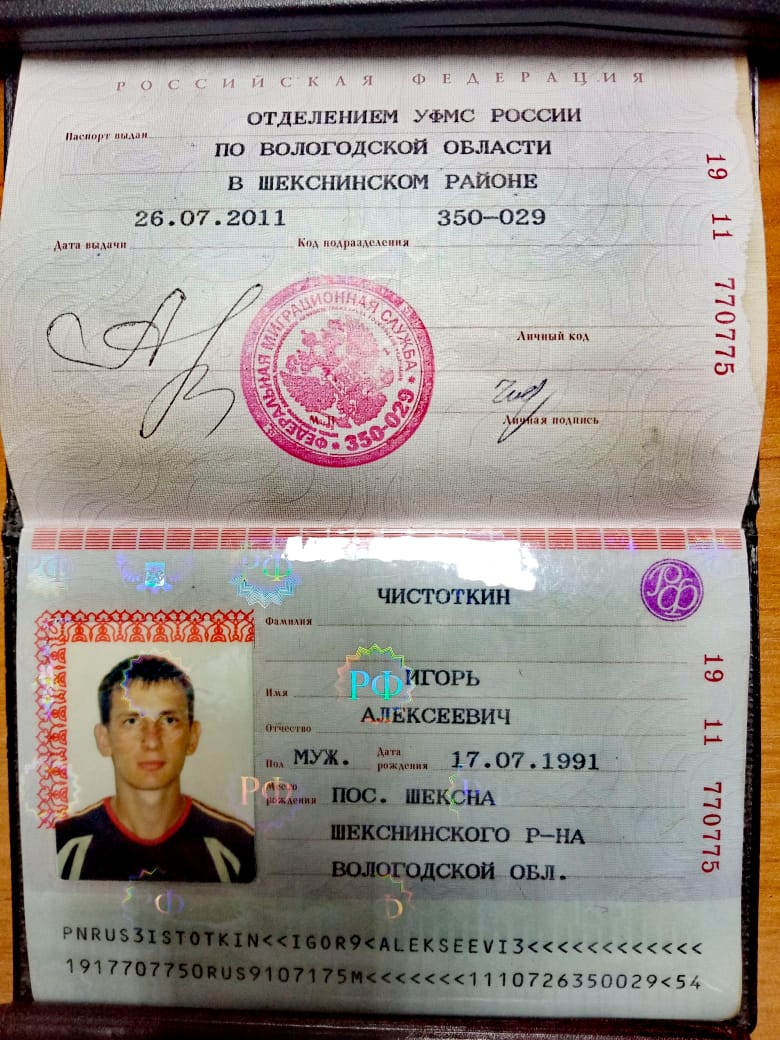 РОССИЙСКАЯ ФЕДЕРАЦИЯ
Паспорт выдан ОТДЕЛЕНИЕМ УФМС РОССИИ
ПО ВОЛОГОДСКОЙ ОБЛАСТИ
В ШЕКСНИНСКОМ РАЙОНЕ
26.07.2011 350-029
Дата выдачи Код подразделения
19 11 770775
ФЕДЕРАЛЬНАЯ МИГРАЦИОННАЯ СЛУЖБА
350-029
М.П.
Личный код
Личная подпись
РФ
ЧИСТОТКИН
Фамилия
ИГОРЬ
Имя
АЛЕКСЕЕВИЧ
Отчество
Пол МУЖ. Дата рождения 17.07.1991
Место рождения ПОС. ШЕКСНА
ШЕКСНИНСКОГО Р-НА
ВОЛОГОДСКОЙ ОБЛ.
19 11 770775
PNRUS3ISTOTKIN<<IGOR9<ALEKSEEVI3<<<<<<<<<<<<
1917707750RUS9107175M<<<<<<<1110726350029<54